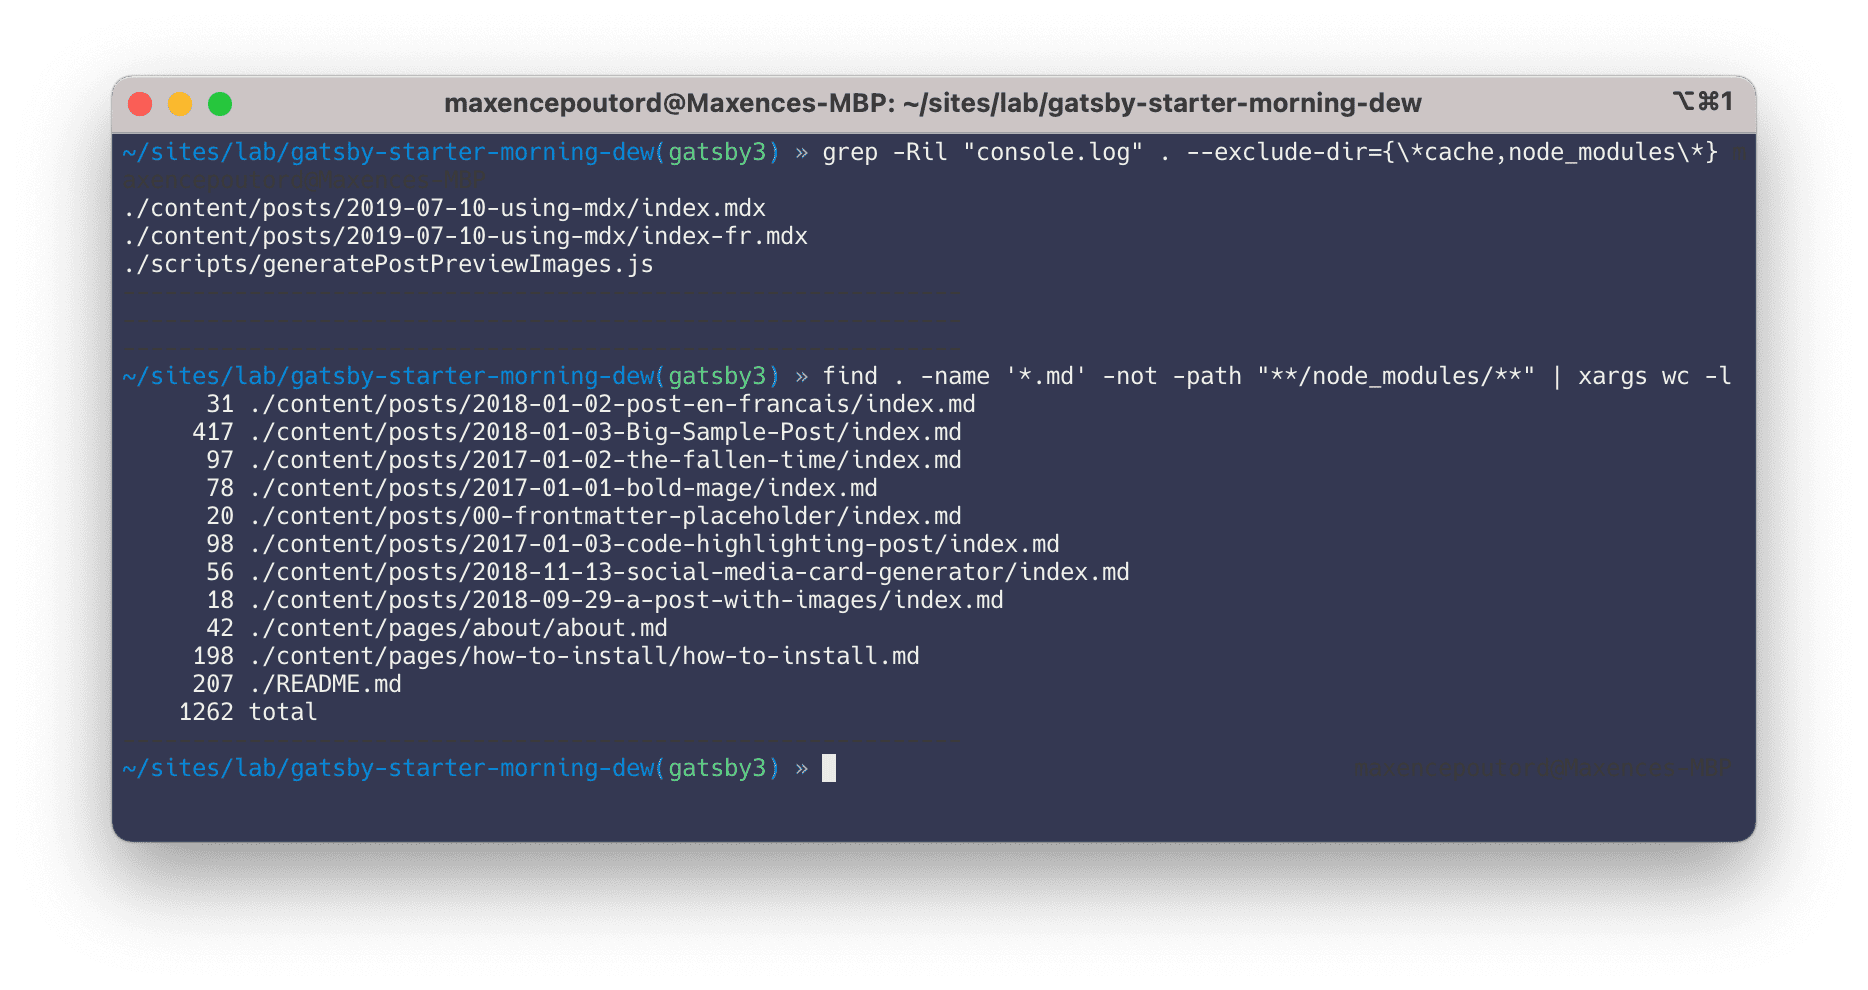 maxencepoutord@Maxences-MBP: ~/sites/lab/gatsby-starter-morning-dew ⌥⌘1
~/sites/lab/gatsby-starter-morning-dew(gatsby3) » grep -Ril "console.log" . --exclude-dir={\*cache,node_modules\*}
./content/posts/2019-07-10-using-mdx/index.mdx
./content/posts/2019-07-10-using-mdx/index-fr.mdx
./scripts/generatePostPreviewImages.js
~/sites/lab/gatsby-starter-morning-dew(gatsby3) » find . -name '*.md' -not -path "**/node_modules/**" | xargs wc -l
31 ./content/posts/2018-01-02-post-en-francais/index.md
417 ./content/posts/2018-01-03-Big-Sample-Post/index.md
97 ./content/posts/2017-01-02-the-fallen-time/index.md
78 ./content/posts/2017-01-01-bold-mage/index.md
20 ./content/posts/00-frontmatter-placeholder/index.md
98 ./content/posts/2017-01-03-code-highlighting-post/index.md
56 ./content/posts/2018-11-13-social-media-card-generator/index.md
18 ./content/posts/2018-09-29-a-post-with-images/index.md
42 ./content/pages/about/about.md
198 ./content/pages/how-to-install/how-to-install.md
207 ./README.md
1262 total
~/sites/lab/gatsby-starter-morning-dew(gatsby3) »